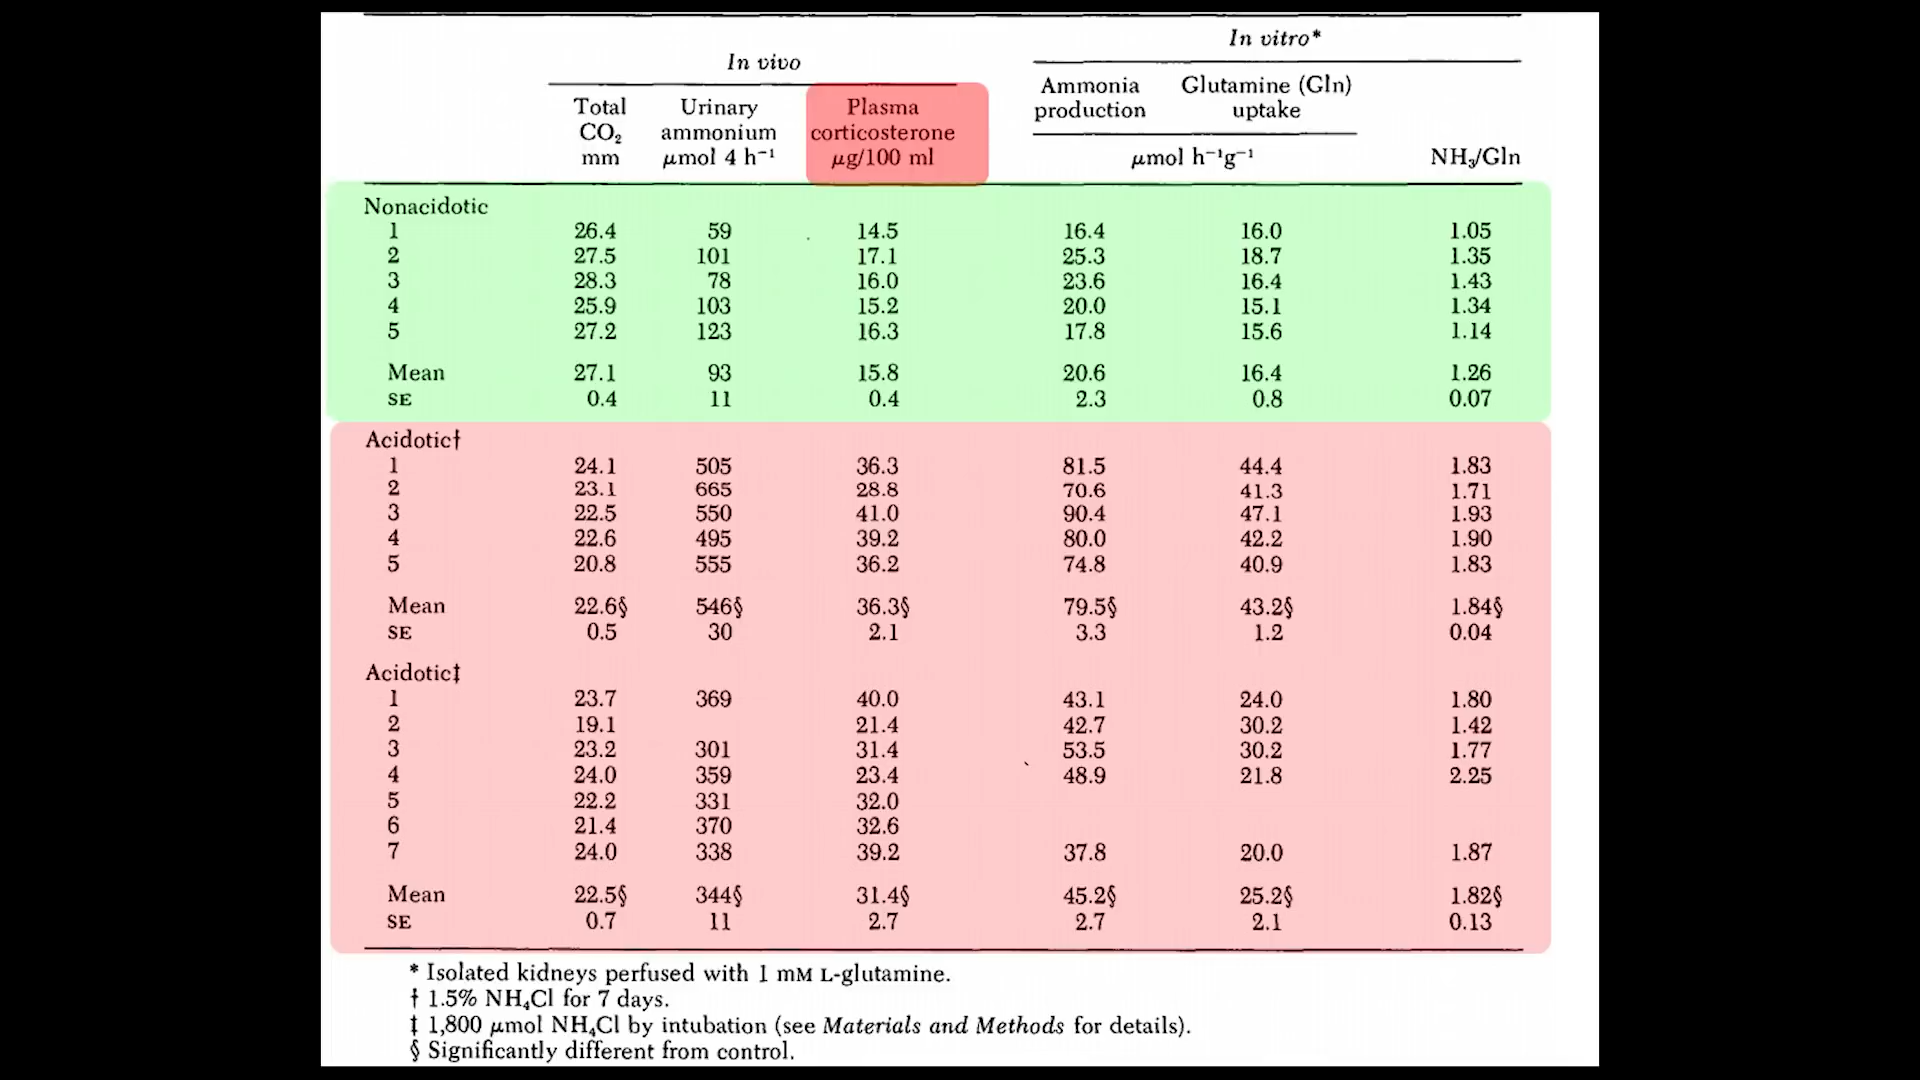 In vitro*
In vivo
Ammonia Glutamine (Gln)
Total Urinary Plasma production uptake
CO₂ ammonium corticosterone
mm μmol 4 h⁻¹ μg/100 ml μmol h⁻¹g⁻¹ NH₃/Gln
Nonacidotic
1 26.4 59 14.5 16.4 16.0 1.05
2 27.5 101 17.1 25.3 18.7 1.35
3 28.3 78 16.0 23.6 16.4 1.43
4 25.9 103 15.2 20.0 15.1 1.34
5 27.2 123 16.3 17.8 15.6 1.14
Mean 27.1 93 15.8 20.6 16.4 1.26
SE 0.4 11 0.4 2.3 0.8 0.07
Acidotic†
1 24.1 505 36.3 81.5 44.4 1.83
2 23.1 665 28.8 70.6 41.3 1.71
3 22.5 550 41.0 90.4 47.1 1.93
4 22.6 495 39.2 80.0 42.2 1.90
5 20.8 555 36.2 74.8 40.9 1.83
Mean 22.6§ 546§ 36.3§ 79.5§ 43.2§ 1.84§
SE 0.5 30 2.1 3.3 1.2 0.04
Acidotic‡
1 23.7 369 40.0 43.1 24.0 1.80
2 19.1 21.4 42.7 30.2 1.42
3 23.2 301 31.4 53.5 30.2 1.77
4 24.0 359 23.4 48.9 21.8 2.25
5 22.2 331 32.0
6 21.4 370 32.6
7 24.0 338 39.2 37.8 20.0 1.87
Mean 22.5§ 344§ 31.4§ 45.2§ 25.2§ 1.82§
SE 0.7 11 2.7 2.7 2.1 0.13
* Isolated kidneys perfused with 1 mM L-glutamine.
† 1.5% NH₄Cl for 7 days.
‡ 1,800 μmol NH₄Cl by intubation (see Materials and Methods for details).
§ Significantly different from control.